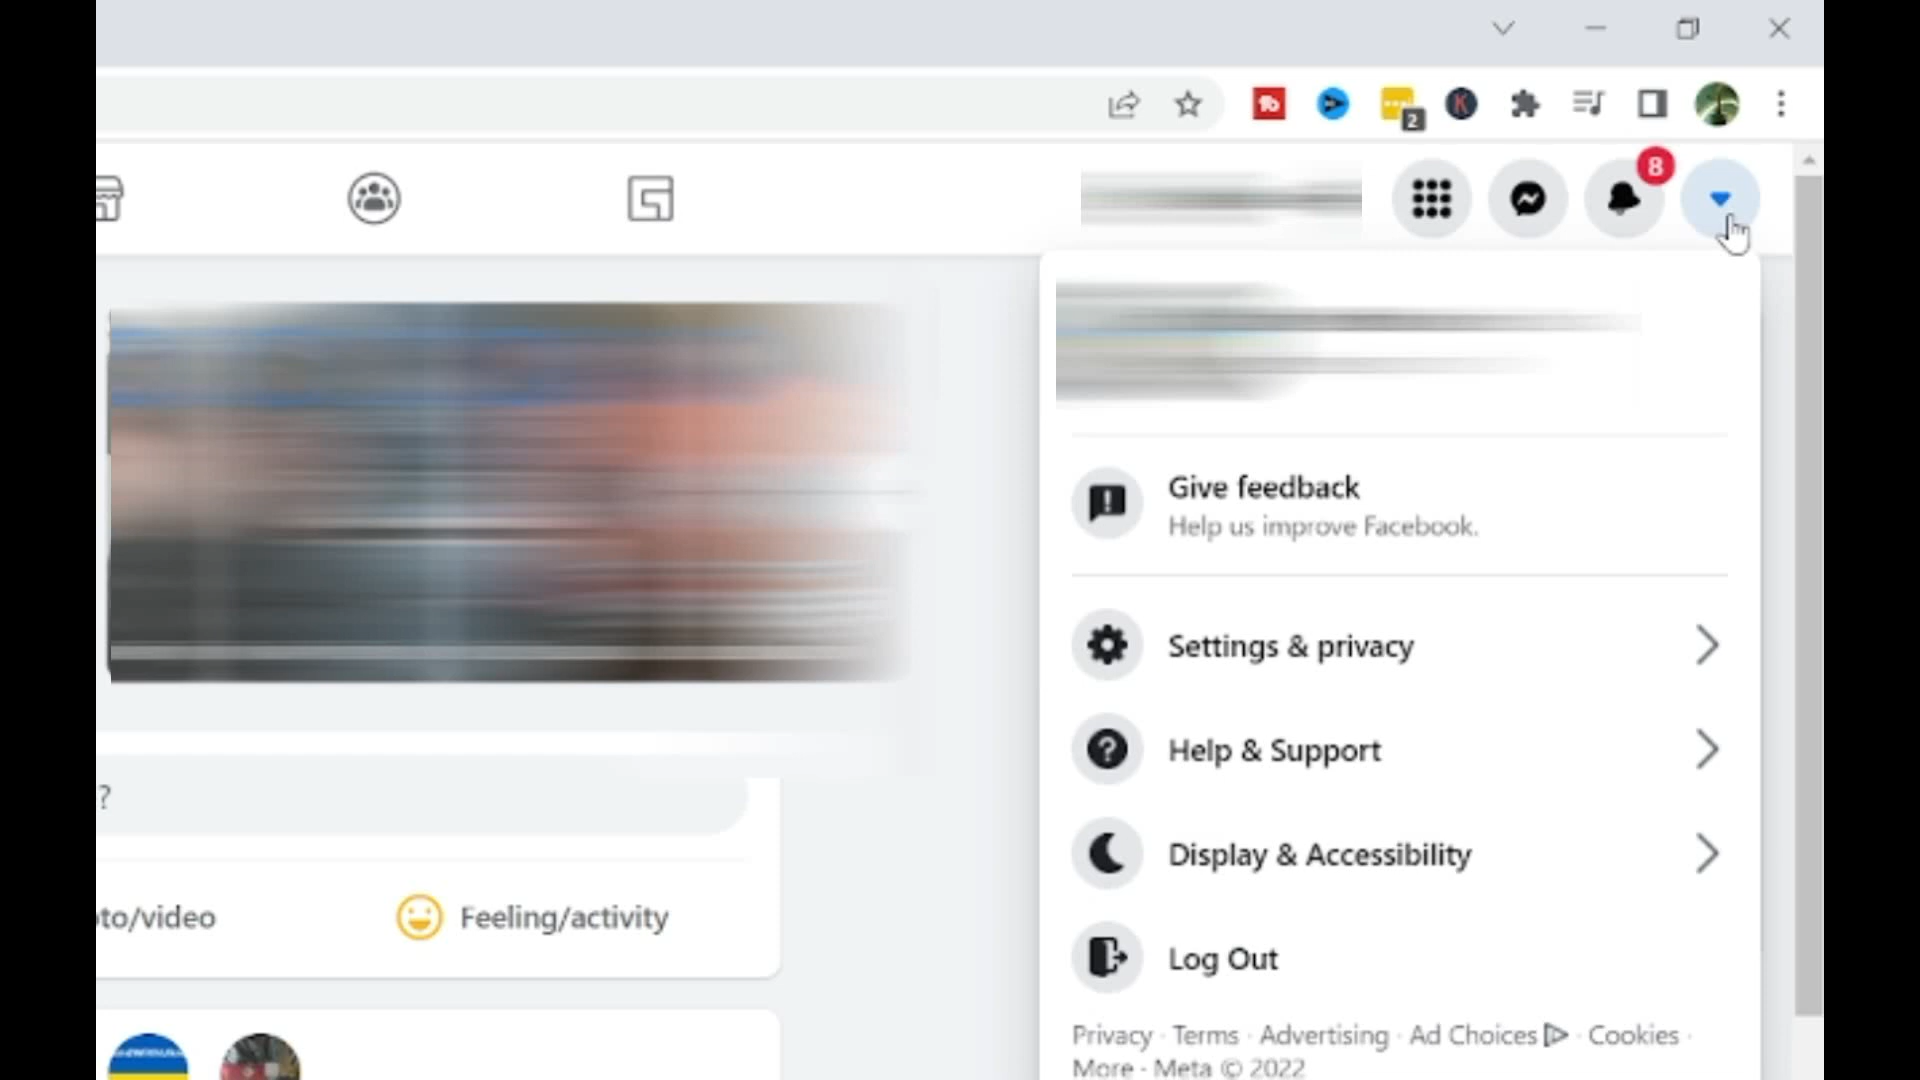 2
8
Give feedback
Help us improve Facebook.
Settings & privacy
Help & Support
?
Display & Accessibility
to/video
Feeling/activity
Log Out
Privacy · Terms · Advertising · Ad Choices · Cookies ·
More · Meta © 2022